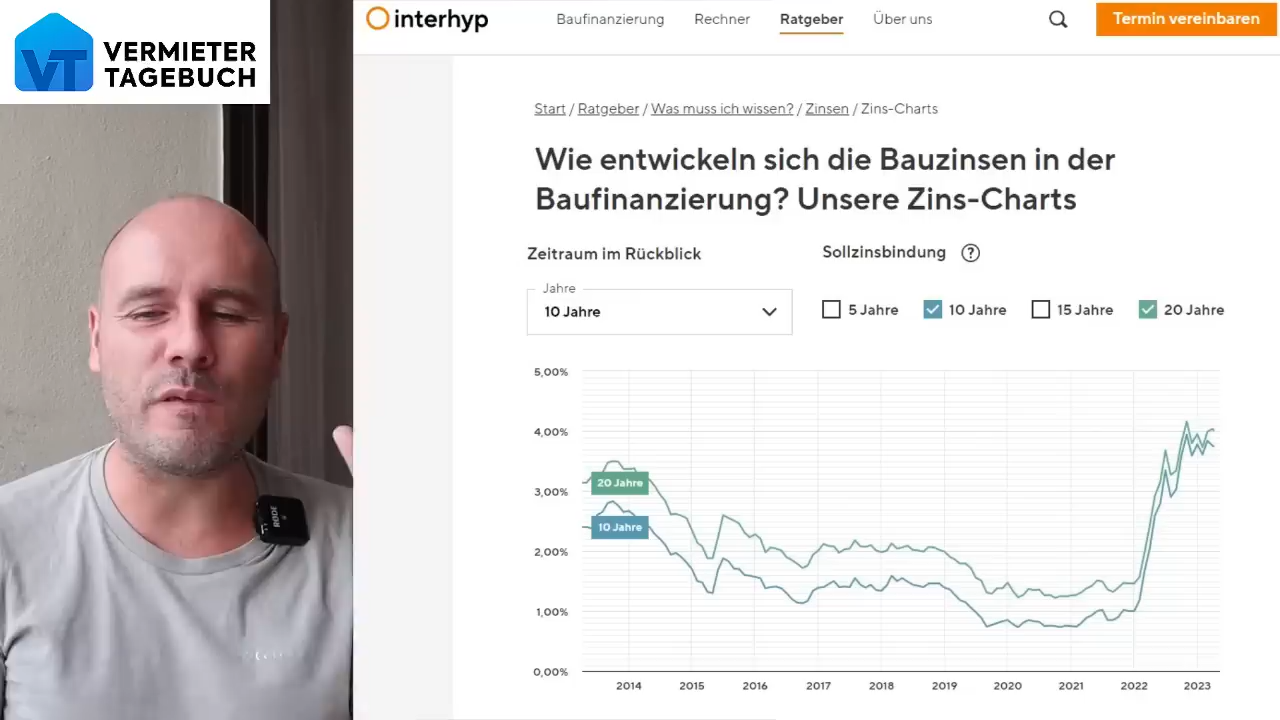 VT VERMIETER
TAGEBUCH
interhyp
Baufinanzierung Rechner Ratgeber Über uns
Termin vereinbaren
Start / Ratgeber / Was muss ich wissen? / Zinsen / Zins-Charts
Wie entwickeln sich die Bauzinsen in der
Baufinanzierung? Unsere Zins-Charts
Zeitraum im Rückblick
Jahre
10 Jahre
Sollzinsbindung ?
5 Jahre 10 Jahre 15 Jahre 20 Jahre
5,00%
4,00%
3,00%
2,00%
1,00%
0,00%
20 Jahre
10 Jahre
2014 2015 2016 2017 2018 2019 2020 2021 2022 2023
RØDE